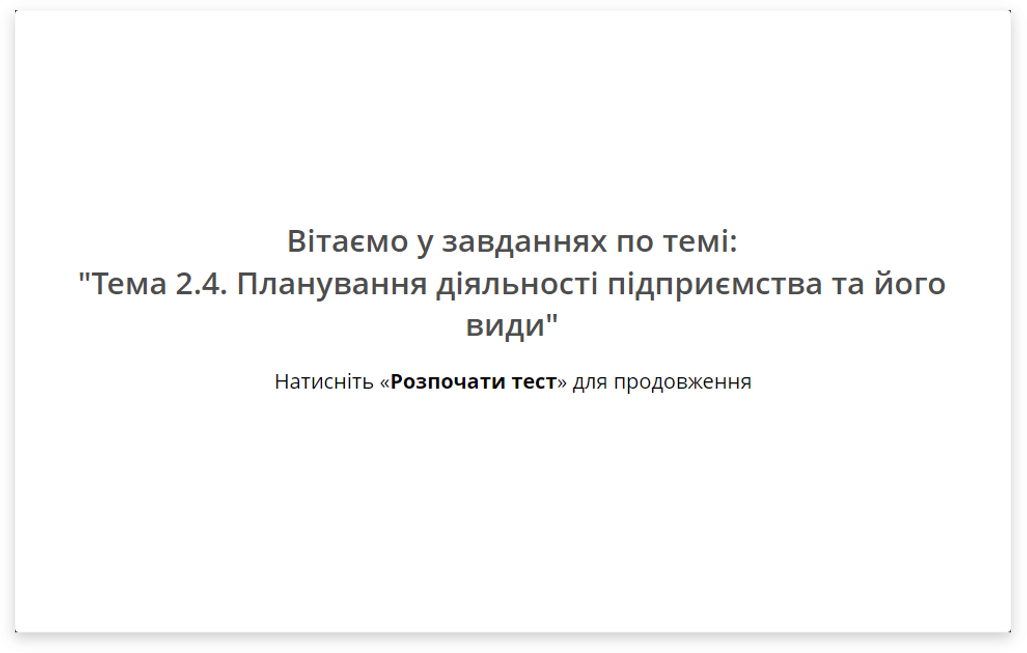 Вітаємо у завданнях по темі:
"Тема 2.4. Планування діяльності підприємства та його
види"
Натисніть «Розпочати тест» для продовження